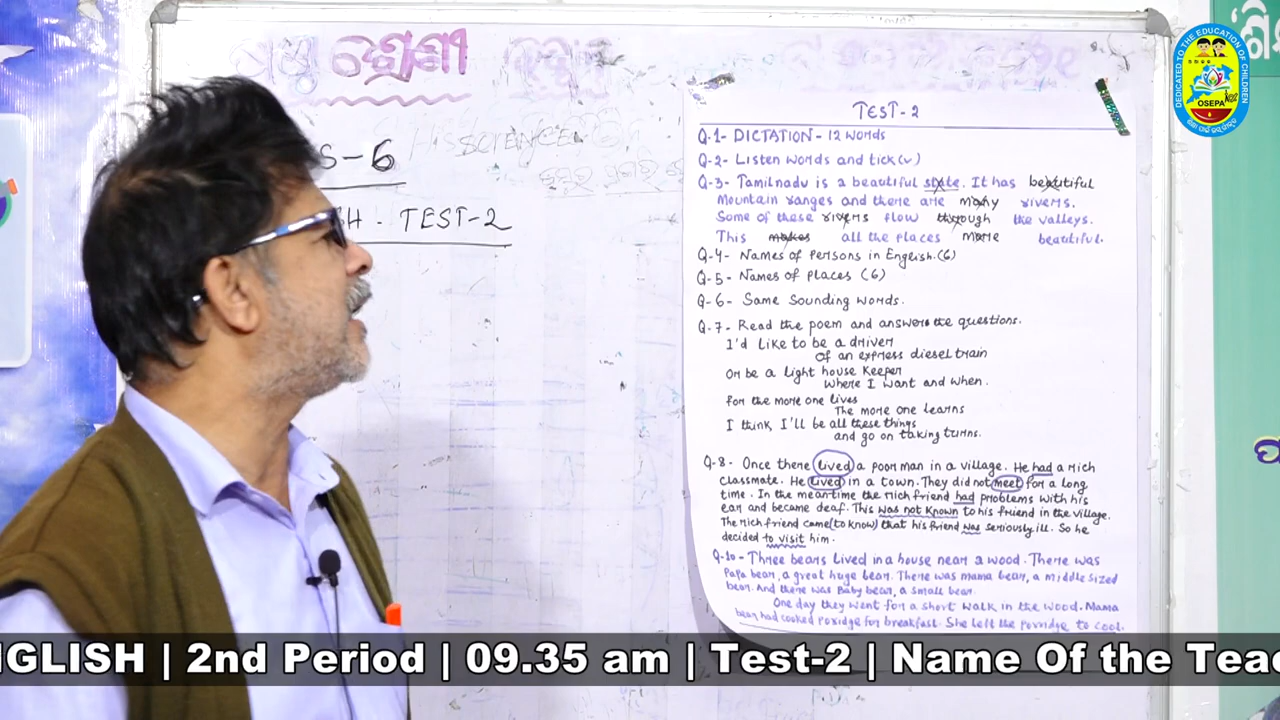 ଷଷ୍ଠ ଶ୍ରେଣୀ
S-6
SCIENCE
SH - TEST-2
TEST-2
Q-1- DICTATION - 12 words
Q-2- Listen words and tick(✓)
Q-3- Tamilnadu is a beautiful state. It has beautiful
Mountain ranges and there are many rivers.
Some of these rivers flow through the valleys.
This makes all the places more beautiful.
Q-4- Names of Persons in English.(6)
Q-5- Names of places (6)
Q-6- Same Sounding words.
Q-7- Read the poem and answers the questions.
I'd like to be a driver
Of an express diesel train
Or be a light house keeper
Where I want and when.
for the more one lives
The more one learns
I think I'll be all these things
and go on taking turns.
Q-8- Once there lived a poor man in a village. He had a rich
classmate. He lived in a town. They did not meet for a long
time. In the meantime the rich friend had problems with his
ear and became deaf. This was not known to his friend in the village.
The rich friend came (to know) that his friend was seriously ill. So he
decided to visit him.
Q-10- Three bears lived in a house near a wood. There was
Papa bear, a great huge bear. There was mama bear, a middle sized
bear. And there was Baby bear, a small bear.
One day they went for a short walk in the wood. Mama
bear had cooked porridge for breakfast. She left the porridge to cool.
DEDICATED TO THE EDUCATION OF CHILDREN
OSEPA
NGLISH | 2nd Period | 09.35 am | Test-2 | Name Of the Teac